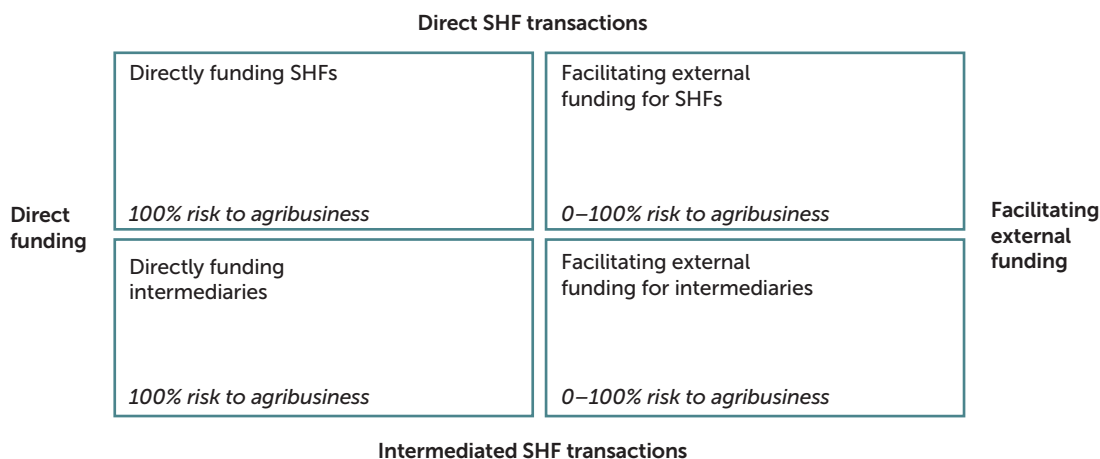 Direct SHF transactions
Directly funding SHFs
100% risk to agribusiness
Facilitating external
funding for SHFs
0–100% risk to agribusiness
Direct
funding
Facilitating
external
funding
Directly funding
intermediaries
100% risk to agribusiness
Facilitating external
funding for intermediaries
0–100% risk to agribusiness
Intermediated SHF transactions